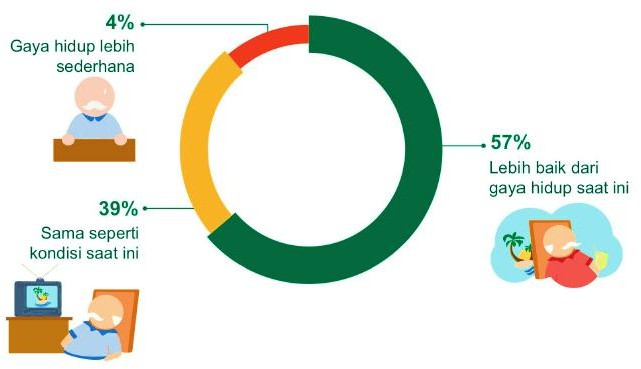 4%
Gaya hidup lebih
sederhana
57%
Lebih baik dari
gaya hidup saat ini
39%
Sama seperti
kondisi saat ini